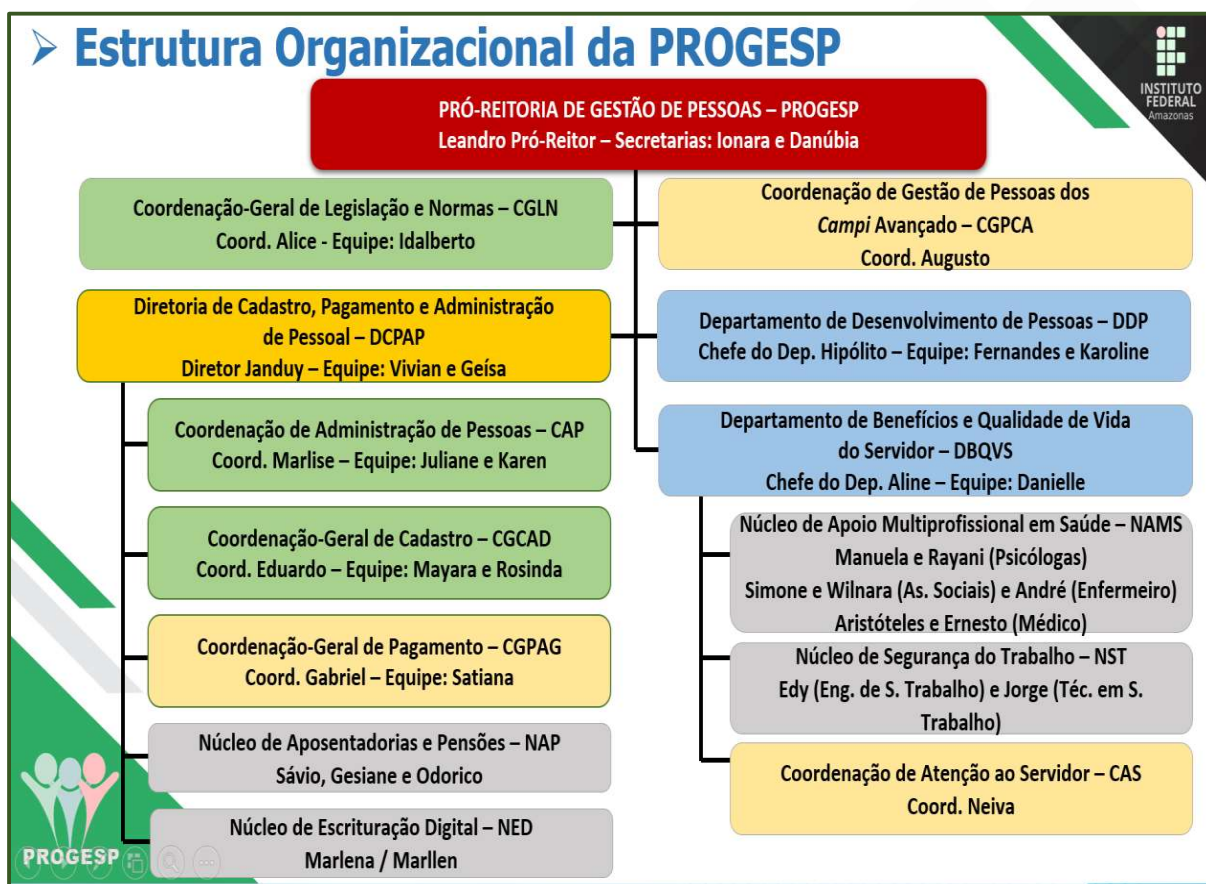 Estrutura Organizacional da PROGESP
INSTITUTO
FEDERAL
Amazonas
PRÓ-REITORIA DE GESTÃO DE PESSOAS – PROGESP
Leandro Pró-Reitor – Secretarias: Ionara e Danúbia
Coordenação-Geral de Legislação e Normas – CGLN
Coord. Alice - Equipe: Idalberto
Diretoria de Cadastro, Pagamento e Administração
de Pessoal – DCPAP
Diretor Janduy – Equipe: Vivian e Geísa
Coordenação de Administração de Pessoas – CAP
Coord. Marlise – Equipe: Juliane e Karen
Coordenação-Geral de Cadastro – CGCAD
Coord. Eduardo – Equipe: Mayara e Rosinda
Coordenação-Geral de Pagamento – CGPAG
Coord. Gabriel – Equipe: Satiana
Núcleo de Aposentadorias e Pensões – NAP
Sávio, Gesiane e Odorico
Núcleo de Escrituração Digital – NED
Marlena / Marllen
Coordenação de Gestão de Pessoas dos
Campi Avançado – CGPCA
Coord. Augusto
Departamento de Desenvolvimento de Pessoas – DDP
Chefe do Dep. Hipólito – Equipe: Fernandes e Karoline
Departamento de Benefícios e Qualidade de Vida
do Servidor – DBQVS
Chefe do Dep. Aline – Equipe: Danielle
Núcleo de Apoio Multiprofissional em Saúde – NAMS
Manuela e Rayani (Psicólogas)
Simone e Wilnara (As. Sociais) e André (Enfermeiro)
Aristóteles e Ernesto (Médico)
Núcleo de Segurança do Trabalho – NST
Edy (Eng. de S. Trabalho) e Jorge (Téc. em S.
Trabalho)
Coordenação de Atenção ao Servidor – CAS
Coord. Neiva
PROGESP